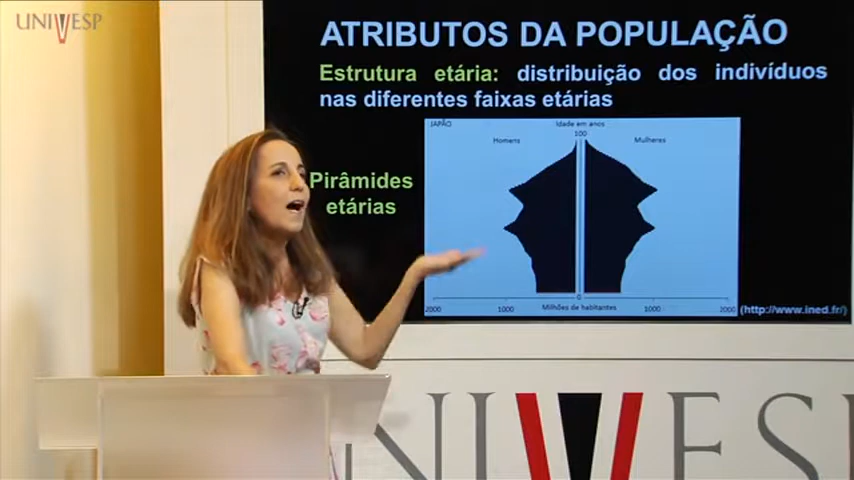 UNIVESP
ATRIBUTOS DA POPULAÇÃO
Estrutura etária: distribuição dos indivíduos
nas diferentes faixas etárias
Pirâmides
etárias
JAPÃO
Idade em anos
100
Homens
Mulheres
0
2000 1000 Milhões de habitantes 1000 2000
(http://www.ined.fr/)
UNIVESP